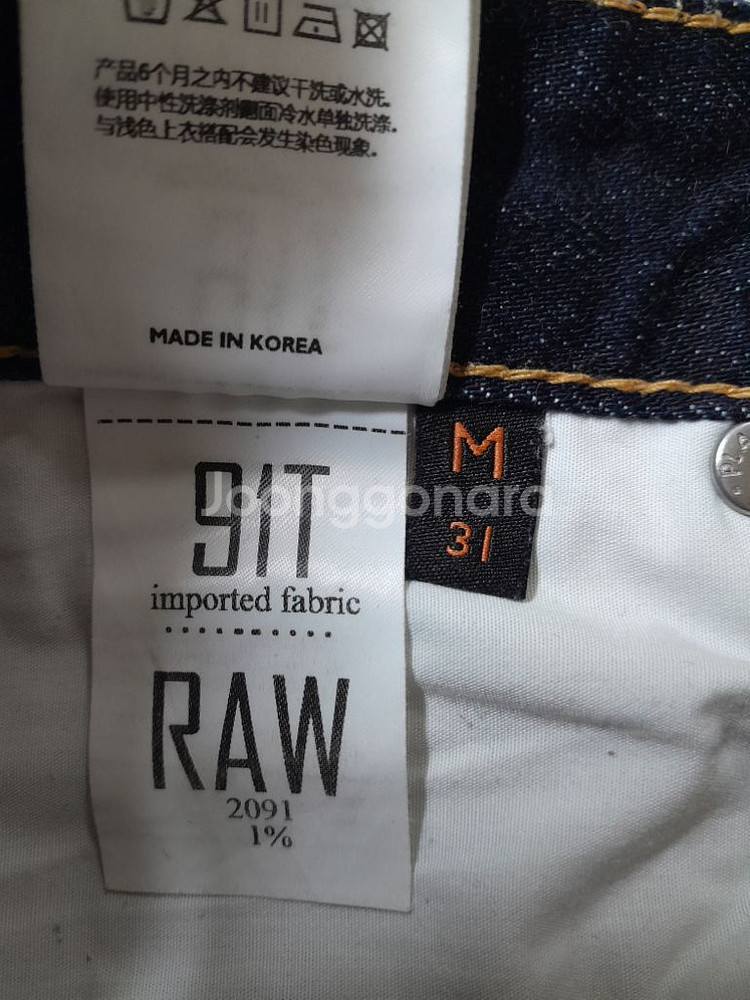 产品6个月之内不建议干洗或水洗。
使用中性洗涤剂翻面冷水单独洗涤。
与浅色上衣搭配会发生染色现象。
MADE IN KOREA
91T
imported fabric
RAW
2091
1%
M
31
Joonggonara